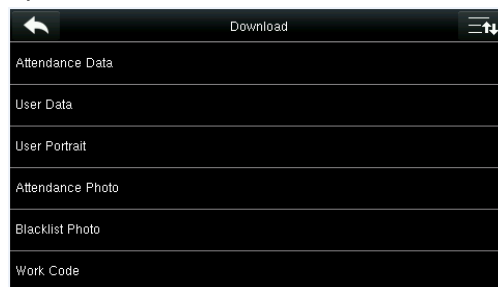 Download
Attendance Data
User Data
User Portrait
Attendance Photo
Blacklist Photo
Work Code